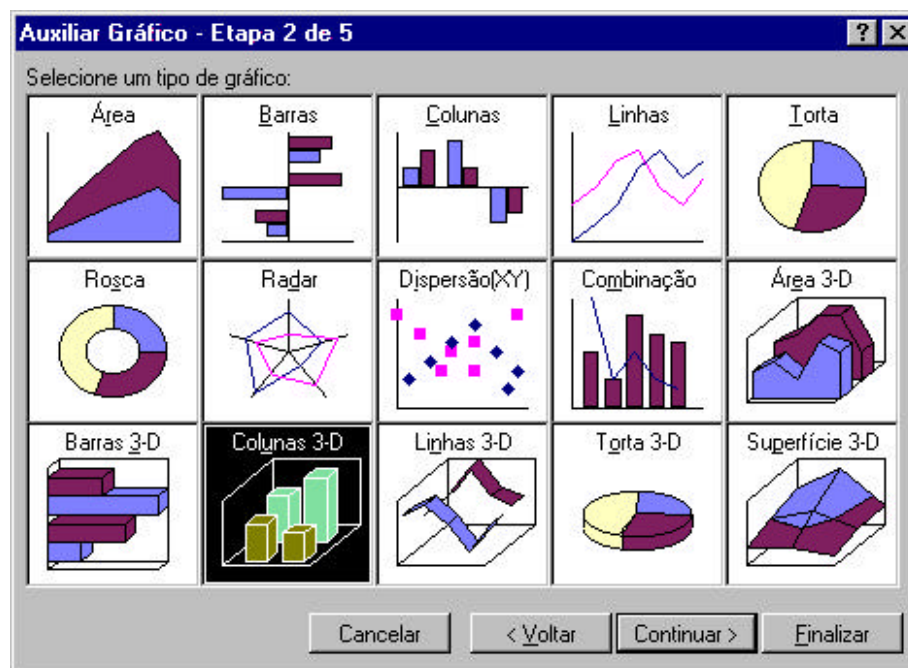 Auxiliar Gráfico - Etapa 2 de 5
Selecione um tipo de gráfico:
Área Barras Colunas Linhas Torta
Rosca Radar Dispersão(XY) Combinação Área 3-D
Barras 3-D Colunas 3-D Linhas 3-D Torta 3-D Superfície 3-D
Cancelar < Voltar Continuar > Finalizar